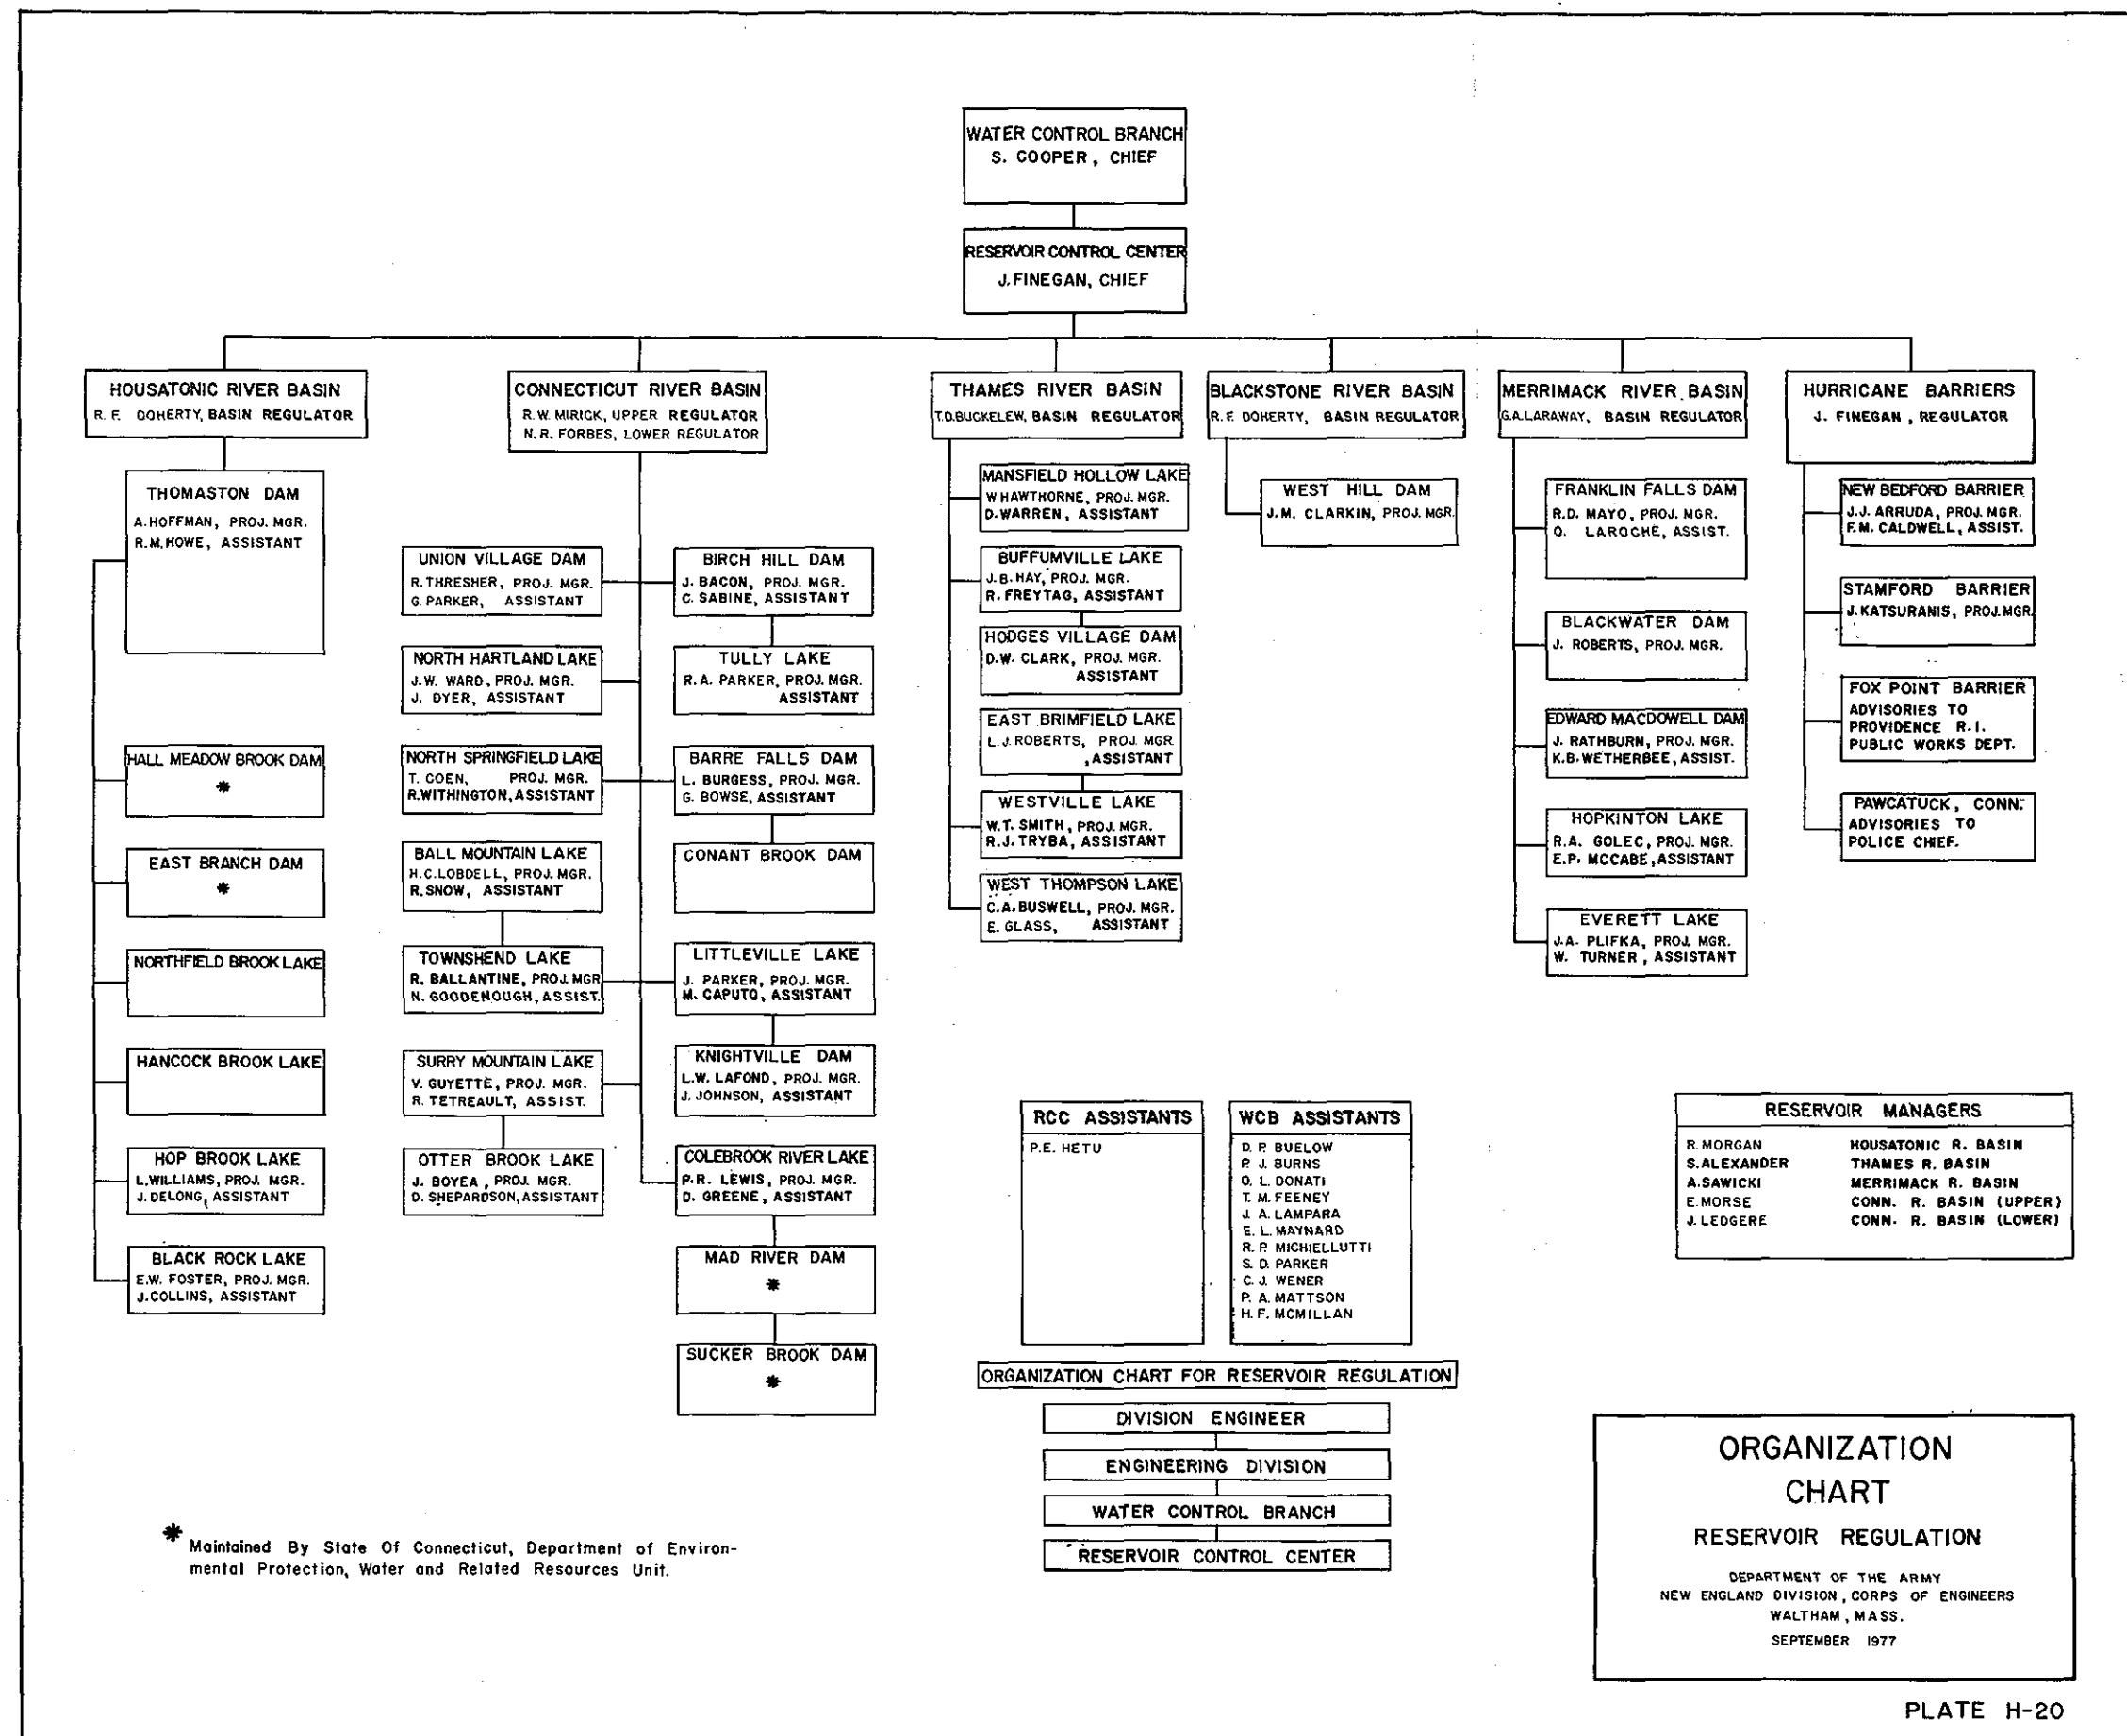 WATER CONTROL BRANCH
S. COOPER, CHIEF
RESERVOIR CONTROL CENTER
J. FINEGAN, CHIEF
HOUSATONIC RIVER BASIN
R. F. DOHERTY, BASIN REGULATOR
THOMASTON DAM
A. HOFFMAN, PROJ. MGR.
R.M. HOWE, ASSISTANT
HALL MEADOW BROOK DAM
*
EAST BRANCH DAM
*
NORTHFIELD BROOK LAKE
HANCOCK BROOK LAKE
HOP BROOK LAKE
L. WILLIAMS, PROJ. MGR.
J. DELONG, ASSISTANT
BLACK ROCK LAKE
E.W. FOSTER, PROJ. MGR.
J. COLLINS, ASSISTANT
CONNECTICUT RIVER BASIN
R.W. MIRICK, UPPER REGULATOR
N.R. FORBES, LOWER REGULATOR
UNION VILLAGE DAM
R. THRESHER, PROJ. MGR.
G. PARKER, ASSISTANT
NORTH HARTLAND LAKE
J.W. WARD, PROJ. MGR.
J. DYER, ASSISTANT
NORTH SPRINGFIELD LAKE
T. COEN, PROJ. MGR.
R. WITHINGTON, ASSISTANT
BALL MOUNTAIN LAKE
H.C. LOBDELL, PROJ. MGR.
R. SNOW, ASSISTANT
TOWNSHEND LAKE
R. BALLANTINE, PROJ. MGR
N. GOODENOUGH, ASSIST.
SURRY MOUNTAIN LAKE
V. GUYETTE, PROJ. MGR.
R. TETREAULT, ASSIST.
OTTER BROOK LAKE
J. BOYEA, PROJ. MGR.
D. SHEPARDSON, ASSISTANT
BIRCH HILL DAM
J. BACON, PROJ. MGR.
C. SABINE, ASSISTANT
TULLY LAKE
R.A. PARKER, PROJ. MGR.
ASSISTANT
BARRE FALLS DAM
L. BURGESS, PROJ. MGR.
G. BOWSE, ASSISTANT
CONANT BROOK DAM
LITTLEVILLE LAKE
J. PARKER, PROJ. MGR.
M. CAPUTO, ASSISTANT
KNIGHTVILLE DAM
L.W. LAFOND, PROJ. MGR.
J. JOHNSON, ASSISTANT
COLEBROOK RIVER LAKE
P.R. LEWIS, PROJ. MGR.
D. GREENE, ASSISTANT
MAD RIVER DAM
*
SUCKER BROOK DAM
*
THAMES RIVER BASIN
T.D. BUCKELEW, BASIN REGULATOR
MANSFIELD HOLLOW LAKE
W HAWTHORNE, PROJ. MGR.
D. WARREN, ASSISTANT
BUFFUMVILLE LAKE
J.B. HAY, PROJ. MGR.
R. FREYTAG, ASSISTANT
HODGES VILLAGE DAM
D.W. CLARK, PROJ. MGR.
ASSISTANT
EAST BRIMFIELD LAKE
L.J. ROBERTS, PROJ. MGR
, ASSISTANT
WESTVILLE LAKE
W.T. SMITH, PROJ. MGR.
R.J. TRYBA, ASSISTANT
WEST THOMPSON LAKE
C.A. BUSWELL, PROJ. MGR.
E. GLASS, ASSISTANT
BLACKSTONE RIVER BASIN
R.F. DOHERTY, BASIN REGULATOR
WEST HILL DAM
J.M. CLARKIN, PROJ. MGR.
MERRIMACK RIVER BASIN
G.A. LARAWAY, BASIN REGULATOR
FRANKLIN FALLS DAM
R.D. MAYO, PROJ. MGR.
O. LAROCHE, ASSIST.
BLACKWATER DAM
J. ROBERTS, PROJ. MGR.
EDWARD MACDOWELL DAM
J. RATHBURN, PROJ. MGR.
K.B. WETHERBEE, ASSIST.
HOPKINTON LAKE
R.A. GOLEC, PROJ. MGR.
E.P. MCCABE, ASSISTANT
EVERETT LAKE
J.A. PLIFKA, PROJ. MGR.
W. TURNER, ASSISTANT
HURRICANE BARRIERS
J. FINEGAN, REGULATOR
NEW BEDFORD BARRIER
J.J. ARRUDA, PROJ. MGR.
F.M. CALDWELL, ASSIST.
STAMFORD BARRIER
J. KATSURANIS, PROJ. MGR.
FOX POINT BARRIER
ADVISORIES TO
PROVIDENCE R.I.
PUBLIC WORKS DEPT.
PAWCATUCK, CONN.
ADVISORIES TO
POLICE CHIEF.
RCC ASSISTANTS
P.E. HETU
WCB ASSISTANTS
D. P. BUELOW
P. J. BURNS
O. L. DONATI
T. M. FEENEY
J. A. LAMPARA
E. L. MAYNARD
R. P. MICHIELLUTTI
S. D. PARKER
C. J. WENER
P. A. MATTSON
H. F. MCMILLAN
RESERVOIR MANAGERS
R. MORGAN HOUSATONIC R. BASIN
S. ALEXANDER THAMES R. BASIN
A. SAWICKI MERRIMACK R. BASIN
E. MORSE CONN. R. BASIN (UPPER)
J. LEDGERE CONN. R. BASIN (LOWER)
ORGANIZATION CHART FOR RESERVOIR REGULATION
DIVISION ENGINEER
ENGINEERING DIVISION
WATER CONTROL BRANCH
RESERVOIR CONTROL CENTER
* Maintained By State Of Connecticut, Department of Environ-
mental Protection, Water and Related Resources Unit.
ORGANIZATION
CHART
RESERVOIR REGULATION
DEPARTMENT OF THE ARMY
NEW ENGLAND DIVISION, CORPS OF ENGINEERS
WALTHAM, MASS.
SEPTEMBER 1977
PLATE H-20